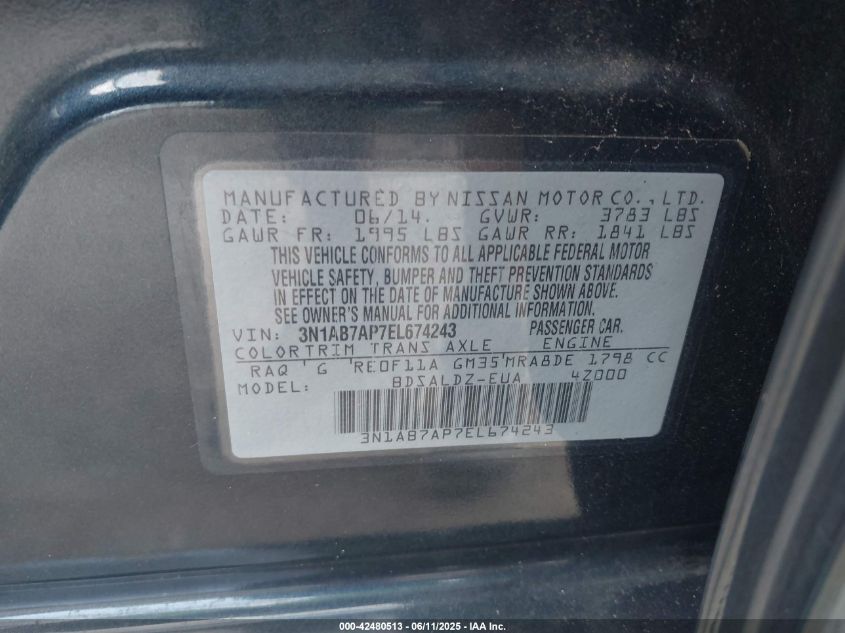 MANUFACTURED BY NISSAN MOTOR CO., LTD.
DATE: 06/14. GVWR: 3783 LBS
GAWR FR: 1995 LBS GAWR RR: 1841 LBS
THIS VEHICLE CONFORMS TO ALL APPLICABLE FEDERAL MOTOR
VEHICLE SAFETY, BUMPER AND THEFT PREVENTION STANDARDS
IN EFFECT ON THE DATE OF MANUFACTURE SHOWN ABOVE.
SEE OWNER'S MANUAL FOR ADDITIONAL INFORMATION.
VIN: 3N1AB7AP7EL674243 PASSENGER CAR.
COLOR TRIM TRANS AXLE ENGINE
RAQ 'G 'RE0F11A GM35'MRA8DE 1798 CC
MODEL: BDSALDZ-EUA 4Z000
3N1AB7AP7EL674243
000-42480513 - 06/11/2025 - IAA Inc.